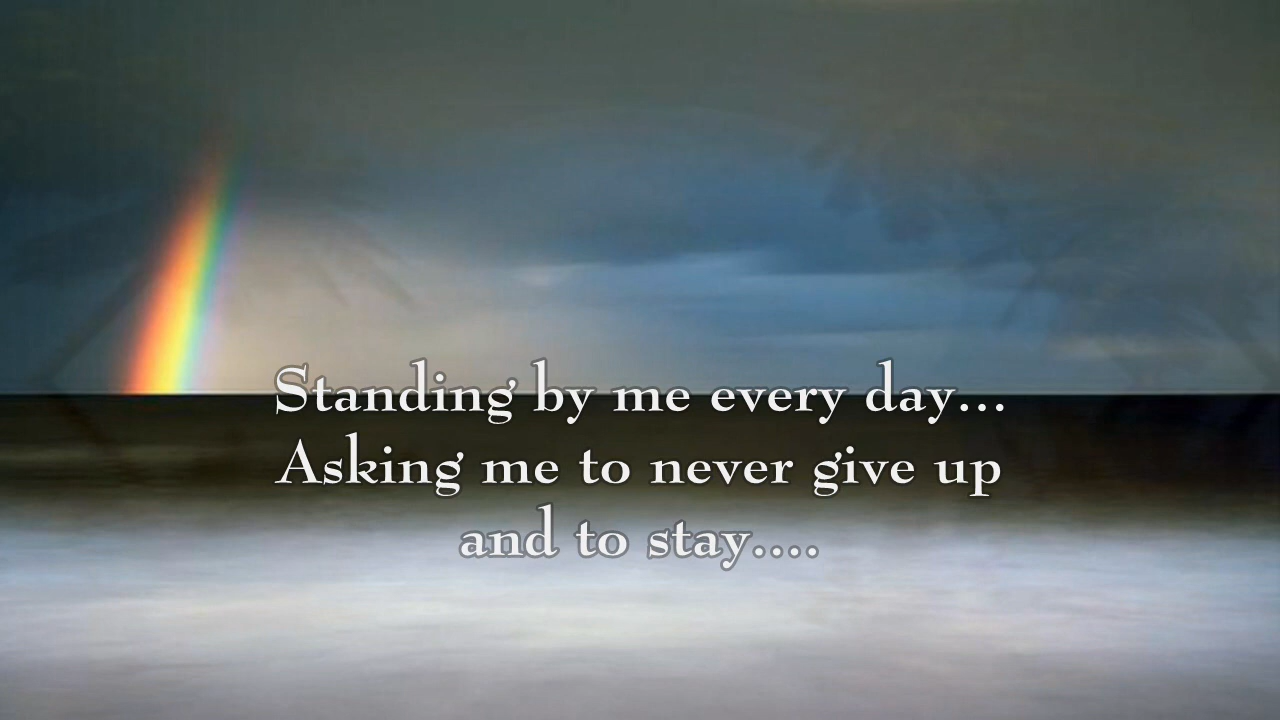 Standing by me every day...
Asking me to never give up
and to stay....